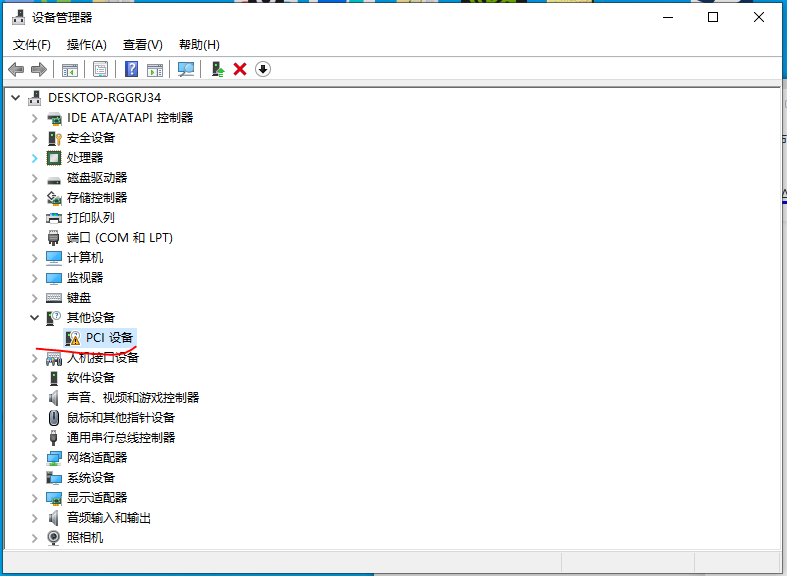 设备管理器
文件(F) 操作(A) 查看(V) 帮助(H)
DESKTOP-RGGRJ34
IDE ATA/ATAPI 控制器
安全设备
处理器
磁盘驱动器
存储控制器
打印队列
端口 (COM 和 LPT)
计算机
监视器
键盘
其他设备
PCI 设备
人机接口设备
软件设备
声音、视频和游戏控制器
鼠标和其他指针设备
通用串行总线控制器
网络适配器
系统设备
显示适配器
音频输入和输出
照相机